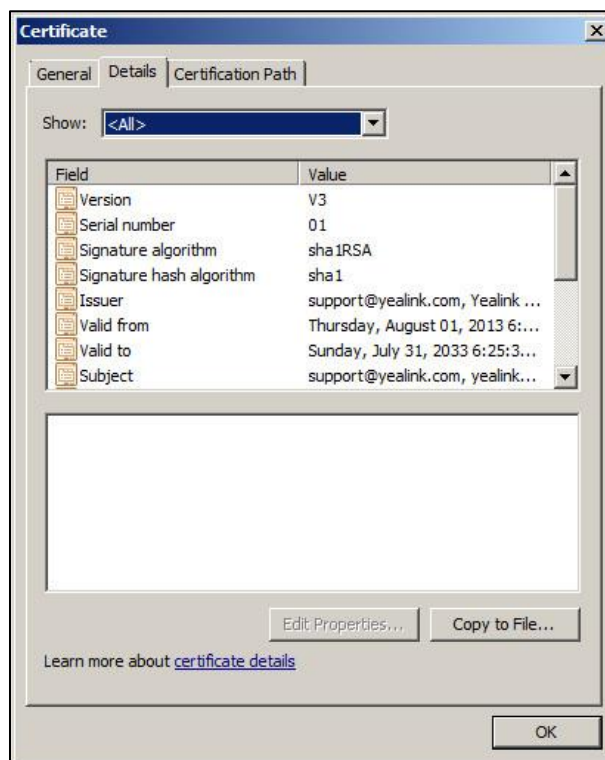 Certificate
General Details Certification Path
Show: <All>
Field Value
Version V3
Serial number 01
Signature algorithm sha1RSA
Signature hash algorithm sha1
Issuer support@yealink.com, Yealink ...
Valid from Thursday, August 01, 2013 6:...
Valid to Sunday, July 31, 2033 6:25:3...
Subject support@yealink.com, yealink...
Edit Properties... Copy to File...
Learn more about certificate details
OK